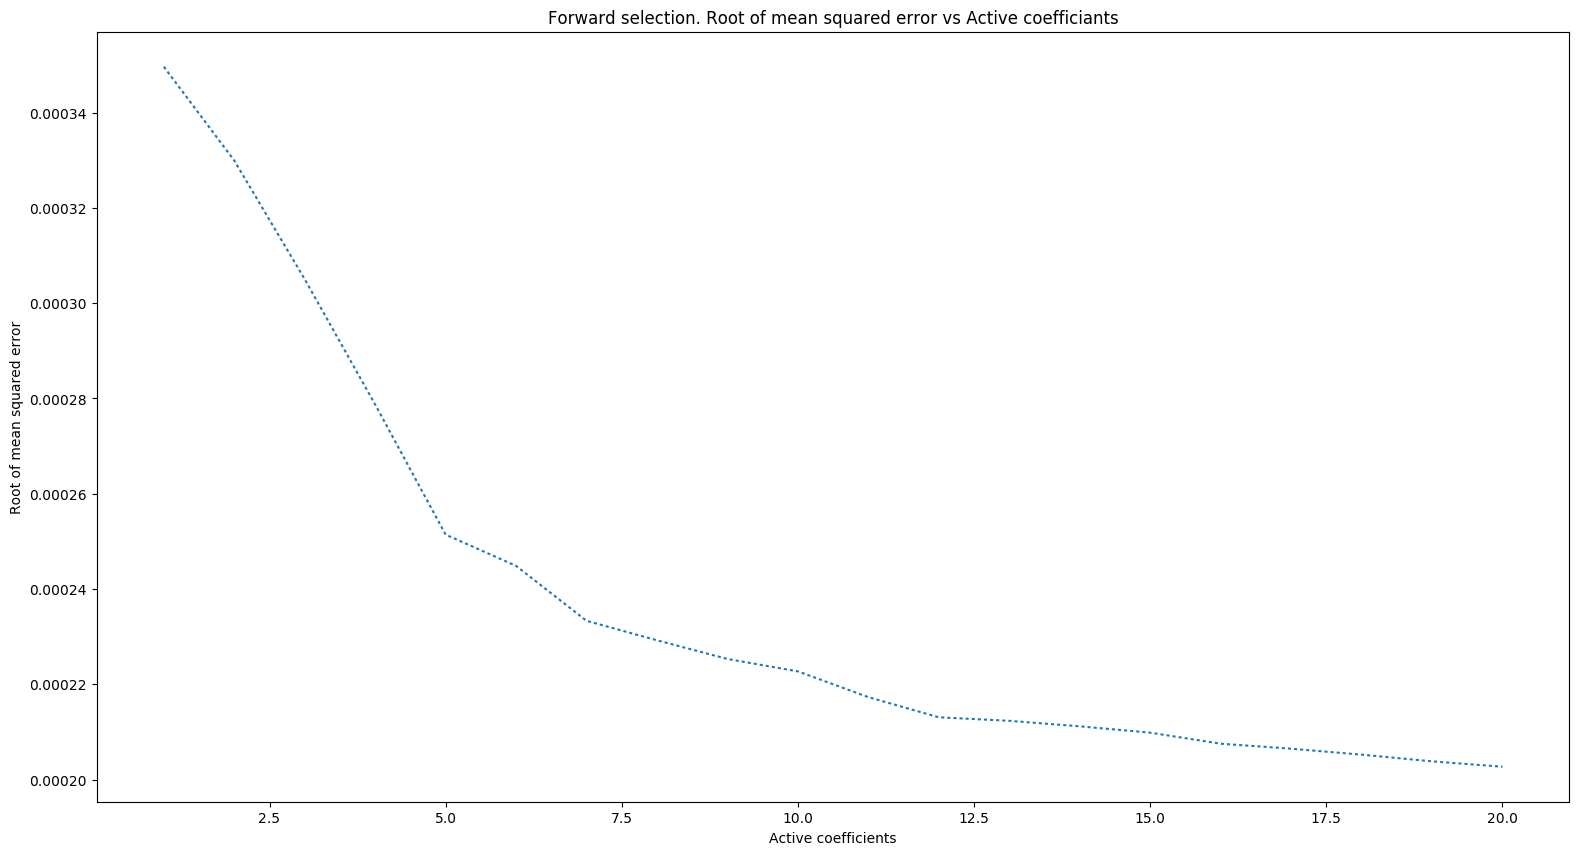 Forward selection. Root of mean squared error vs Active coefficiants
0.00034
0.00032
0.00030
0.00028
0.00026
0.00024
0.00022
0.00020
Root of mean squared error
2.5 5.0 7.5 10.0 12.5 15.0 17.5 20.0
Active coefficients